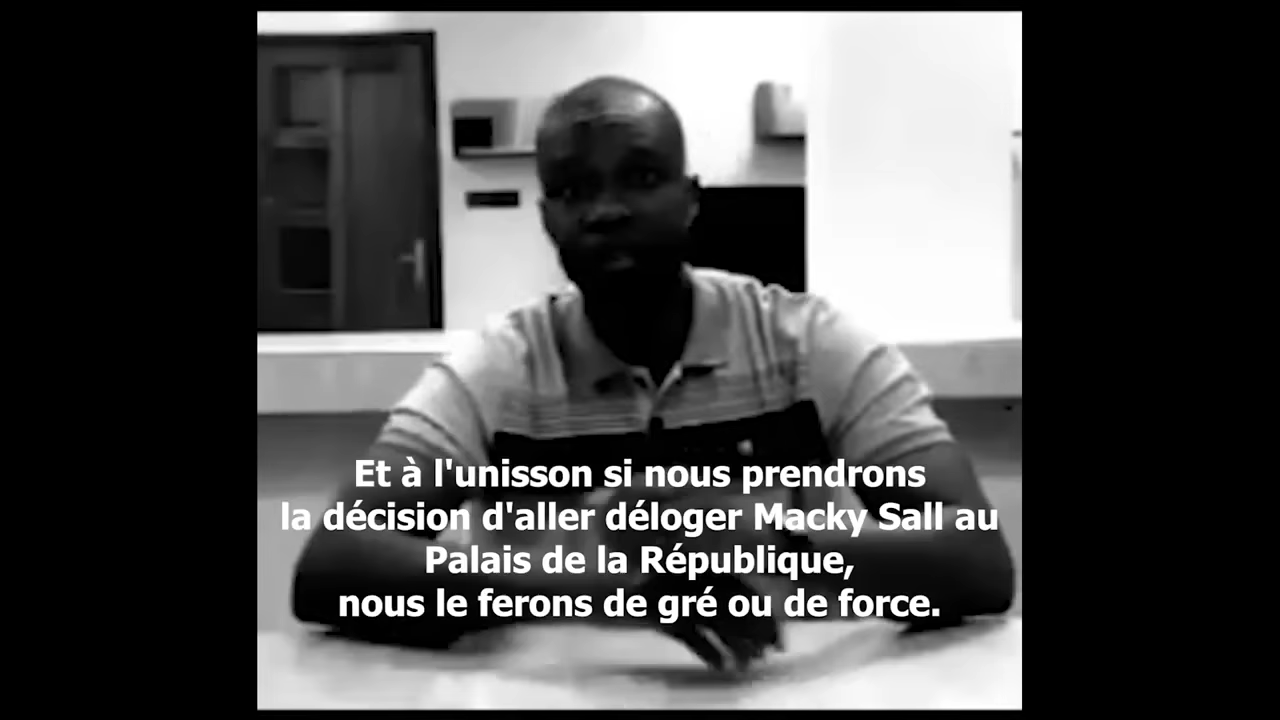 Et à l'unisson si nous prendrons
la décision d'aller déloger Macky Sall au
Palais de la République,
nous le ferons de gré ou de force.